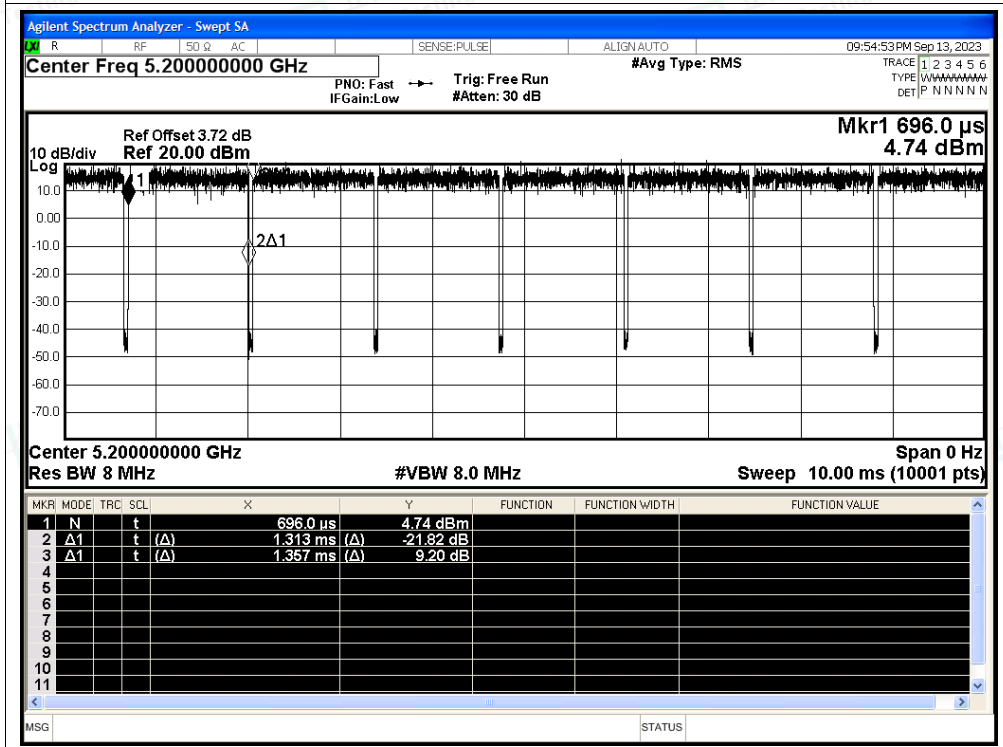 Agilent Spectrum Analyzer - Swept SA
LXI R RF 50 Ω AC SENSE:PULSE ALIGN AUTO 09:54:53 PM Sep 13, 2023
Center Freq 5.200000000 GHz #Avg Type: RMS TRACE 1 2 3 4 5 6
PNO: Fast Trig: Free Run TYPE WWWWWW
IFGain:Low #Atten: 30 dB DET P N N N N N
Mkr1 696.0 µs
Ref Offset 3.72 dB
10 dB/div Ref 20.00 dBm 4.74 dBm
Log
1
10.0
0.00
2Δ1
-10.0
-20.0
-30.0
-40.0
-50.0
-60.0
-70.0
Center 5.200000000 GHz Span 0 Hz
Res BW 8 MHz #VBW 8.0 MHz Sweep 10.00 ms (10001 pts)
MKR MODE TRC SCL X Y FUNCTION FUNCTION WIDTH FUNCTION VALUE
1 N t 696.0 µs 4.74 dBm
2 Δ1 t (Δ) 1.313 ms (Δ) -21.82 dB
3 Δ1 t (Δ) 1.357 ms (Δ) 9.20 dB
4
5
6
7
8
9
10
11
MSG STATUS